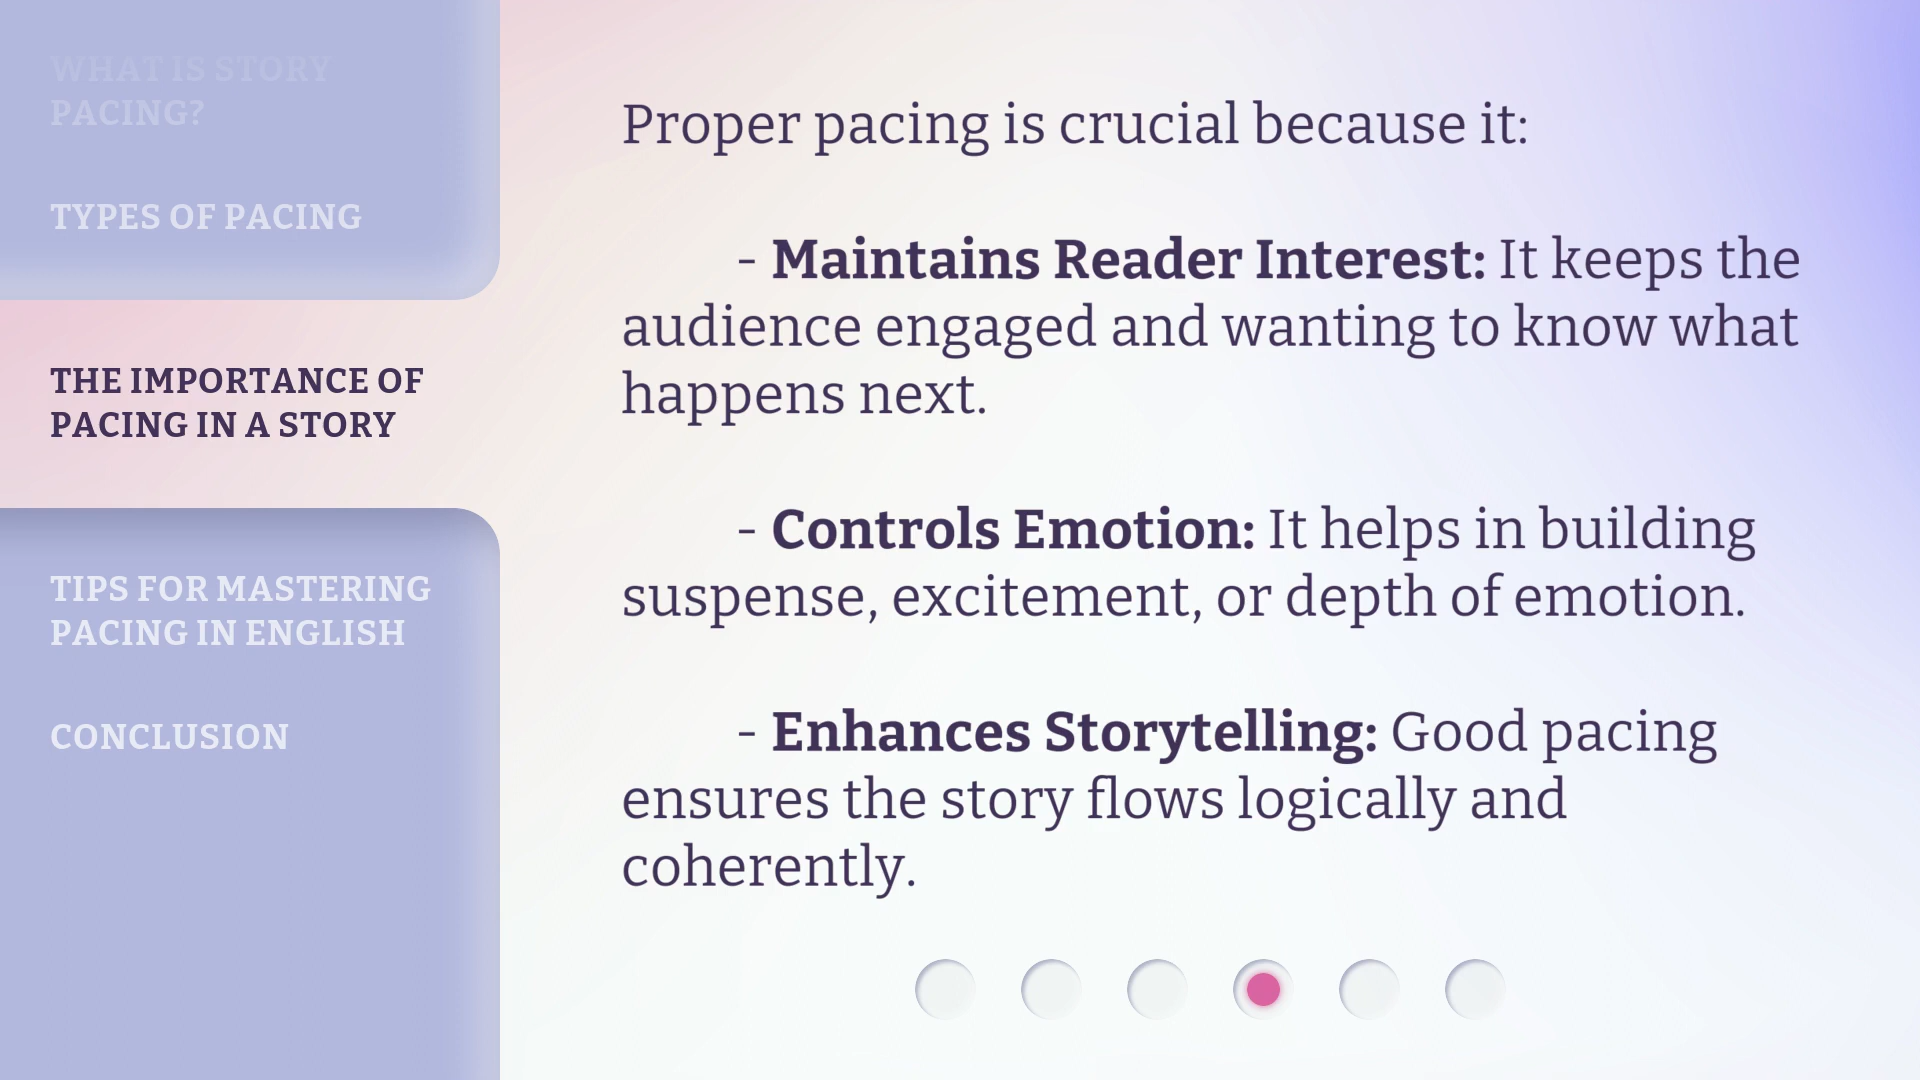 WHAT IS STORY
PACING?
TYPES OF PACING
THE IMPORTANCE OF
PACING IN A STORY
TIPS FOR MASTERING
PACING IN ENGLISH
CONCLUSION
Proper pacing is crucial because it:
- Maintains Reader Interest: It keeps the
audience engaged and wanting to know what
happens next.
- Controls Emotion: It helps in building
suspense, excitement, or depth of emotion.
- Enhances Storytelling: Good pacing
ensures the story flows logically and
coherently.